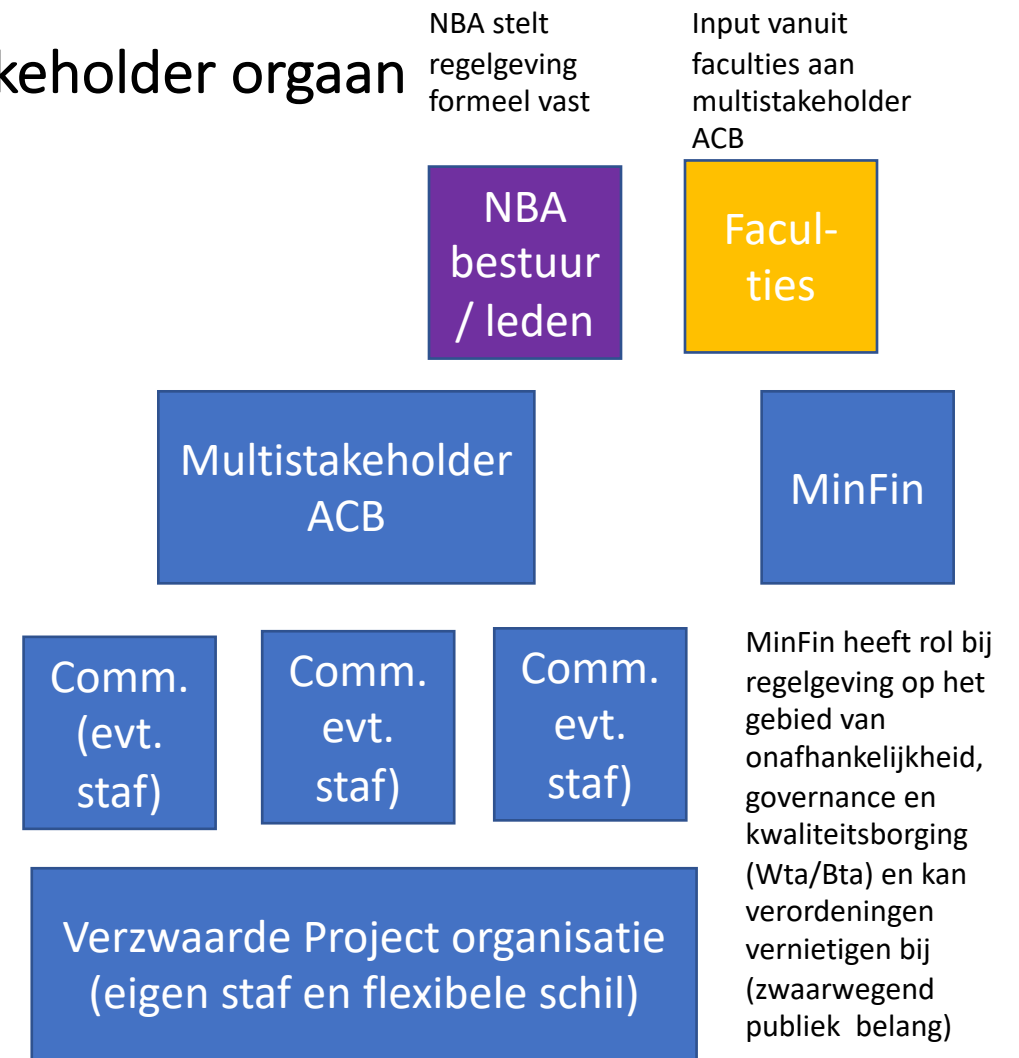 keholder orgaan
NBA stelt
regelgeving
formeel vast
Input vanuit
faculties aan
multistakeholder
ACB
NBA
bestuur
/ leden
Facul-
ties
Multistakeholder
ACB
MinFin
Comm.
(evt.
staf)
Comm.
evt.
staf)
Comm.
evt.
staf)
MinFin heeft rol bij
regelgeving op het
gebied van
onafhankelijkheid,
governance en
kwaliteitsborging
(Wta/Bta) en kan
verordeningen
vernietigen bij
(zwaarwegend
publiek  belang)
Verzwaarde Project organisatie
(eigen staf en flexibele schil)